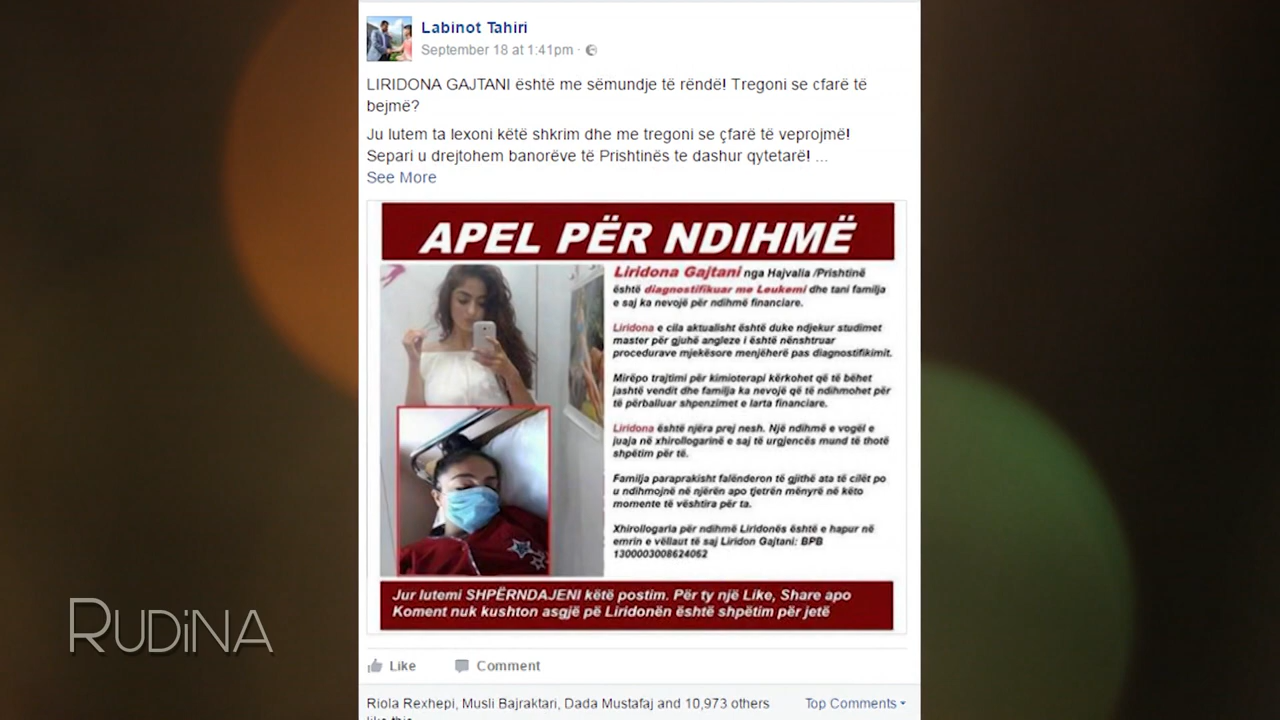 Labinot Tahiri
September 18 at 1:41pm ·
LIRIDONA GAJTANI është me sëmundje të rëndë! Tregoni se cfarë të
bejmë?
Ju lutem ta lexoni këtë shkrim dhe me tregoni se çfarë të veprojmë!
Separi u drejtohem banorëve të Prishtinës te dashur qytetarë! ...
See More
APEL PËR NDIHMË
Liridona Gajtani nga Hajvalia /Prishtinë
është diagnostifikuar me Leukemi dhe tani familja
e saj ka nevojë për ndihmë financiare.
Liridona e cila aktualisht është duke ndjekur studimet
master për gjuhë angleze i është nënshtruar
procedurave mjekësore menjëherë pas diagnostifikimit.
Mirëpo trajtimi për kimioterapi kërkohet që të bëhet
jashtë vendit dhe familja ka nevojë që të ndihmohet për
të përballuar shpenzimet e larta financiare.
Liridona është njëra prej nesh. Një ndihmë e vogël e
juaja në xhirollogarinë e saj të urgjencës mund të thotë
shpëtim për të.
Familja paraprakisht falënderon të gjithë ata të cilët po
u ndihmojnë në njërën apo tjetrën mënyrë në këto
momente të vështira për ta.
Xhirollogaria për ndihmë Liridonës është e hapur në
emrin e vëllaut të saj Liridon Gajtani: BPB
1300003008624062
Jur lutemi SHPËRNDAJENI këtë postim. Për ty një Like, Share apo
Koment nuk kushton asgjë pë Liridonën është shpëtim për jetë
RUDiNA
Like Comment
Riola Rexhepi, Musli Bajraktari, Dada Mustafaj and 10,973 others Top Comments
like this